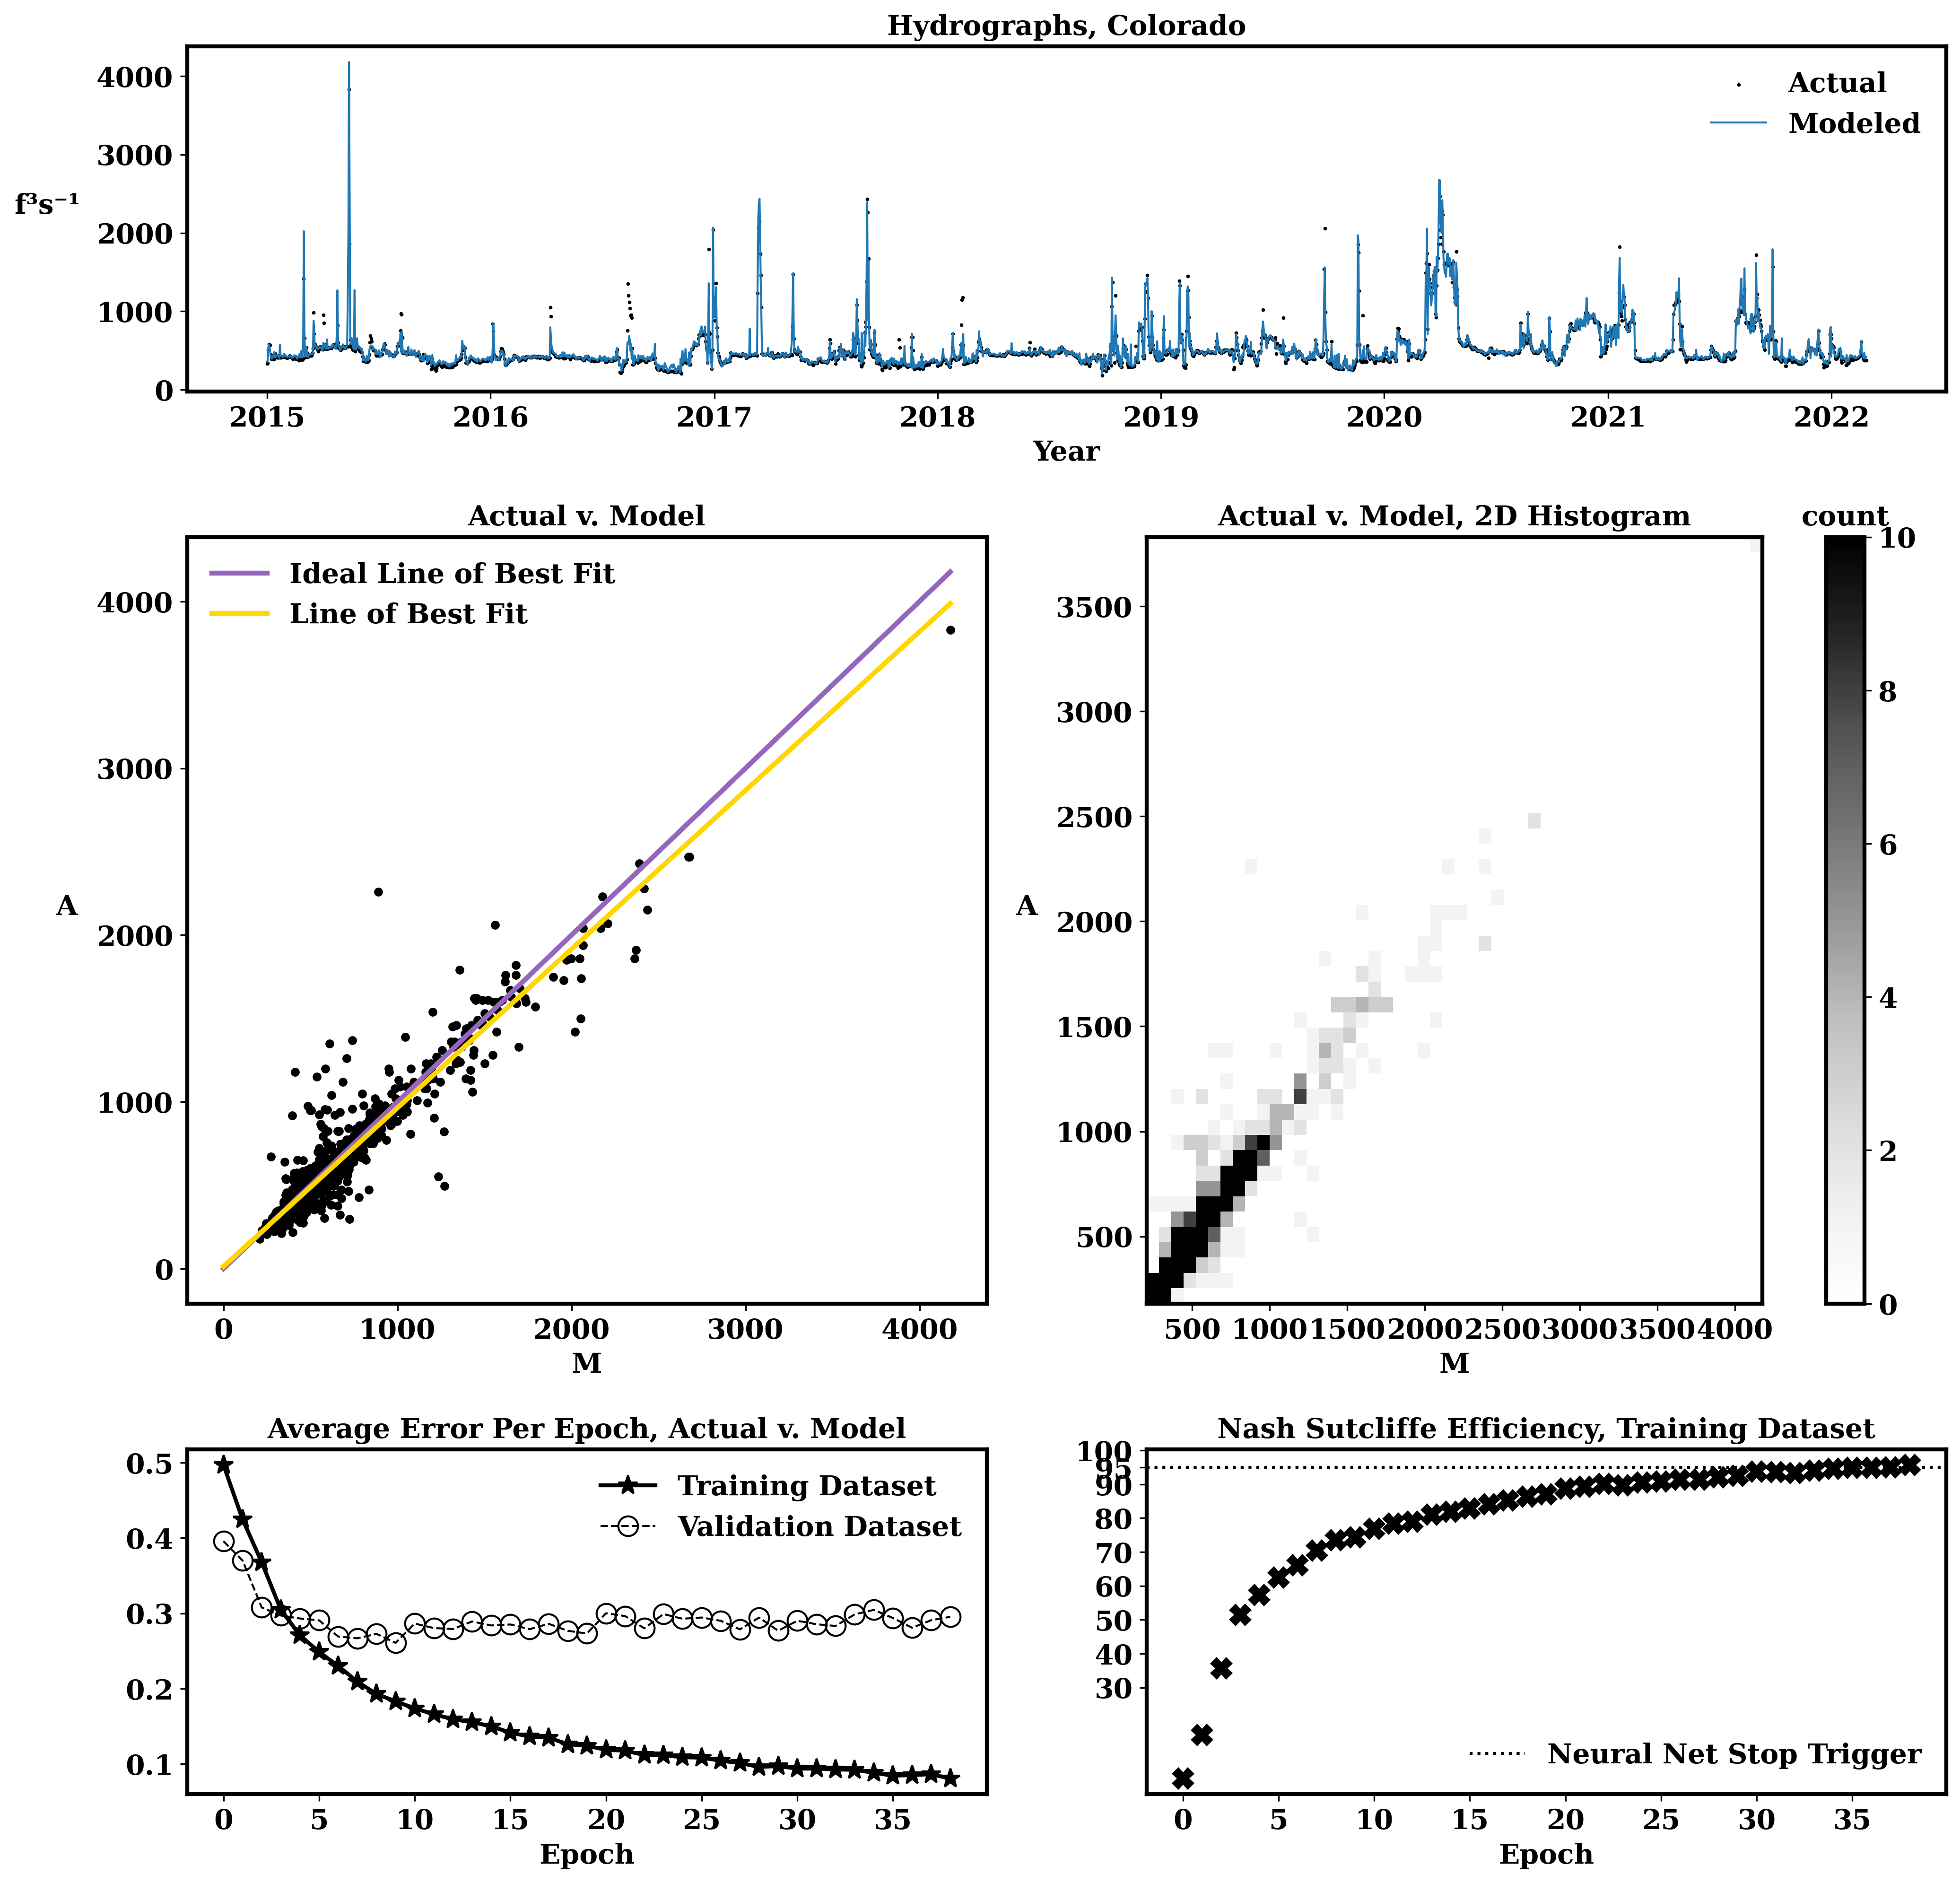 Hydrographs, Colorado
4000
3000
2000
1000
0
f³s⁻¹
Actual
Modeled
2015 2016 2017 2018 2019 2020 2021 2022
Year
Actual v. Model
Ideal Line of Best Fit
Line of Best Fit
4000
3000
2000
1000
0
A
0 1000 2000 3000 4000
M
Actual v. Model, 2D Histogram
3500
3000
2500
2000
1500
1000
500
A
500 1000 1500 2000 2500 3000 3500 4000
M
count
10
8
6
4
2
0
Average Error Per Epoch, Actual v. Model
0.5
0.4
0.3
0.2
0.1
Training Dataset
Validation Dataset
0 5 10 15 20 25 30 35
Epoch
Nash Sutcliffe Efficiency, Training Dataset
100
95
90
80
70
60
50
40
30
Neural Net Stop Trigger
0 5 10 15 20 25 30 35
Epoch